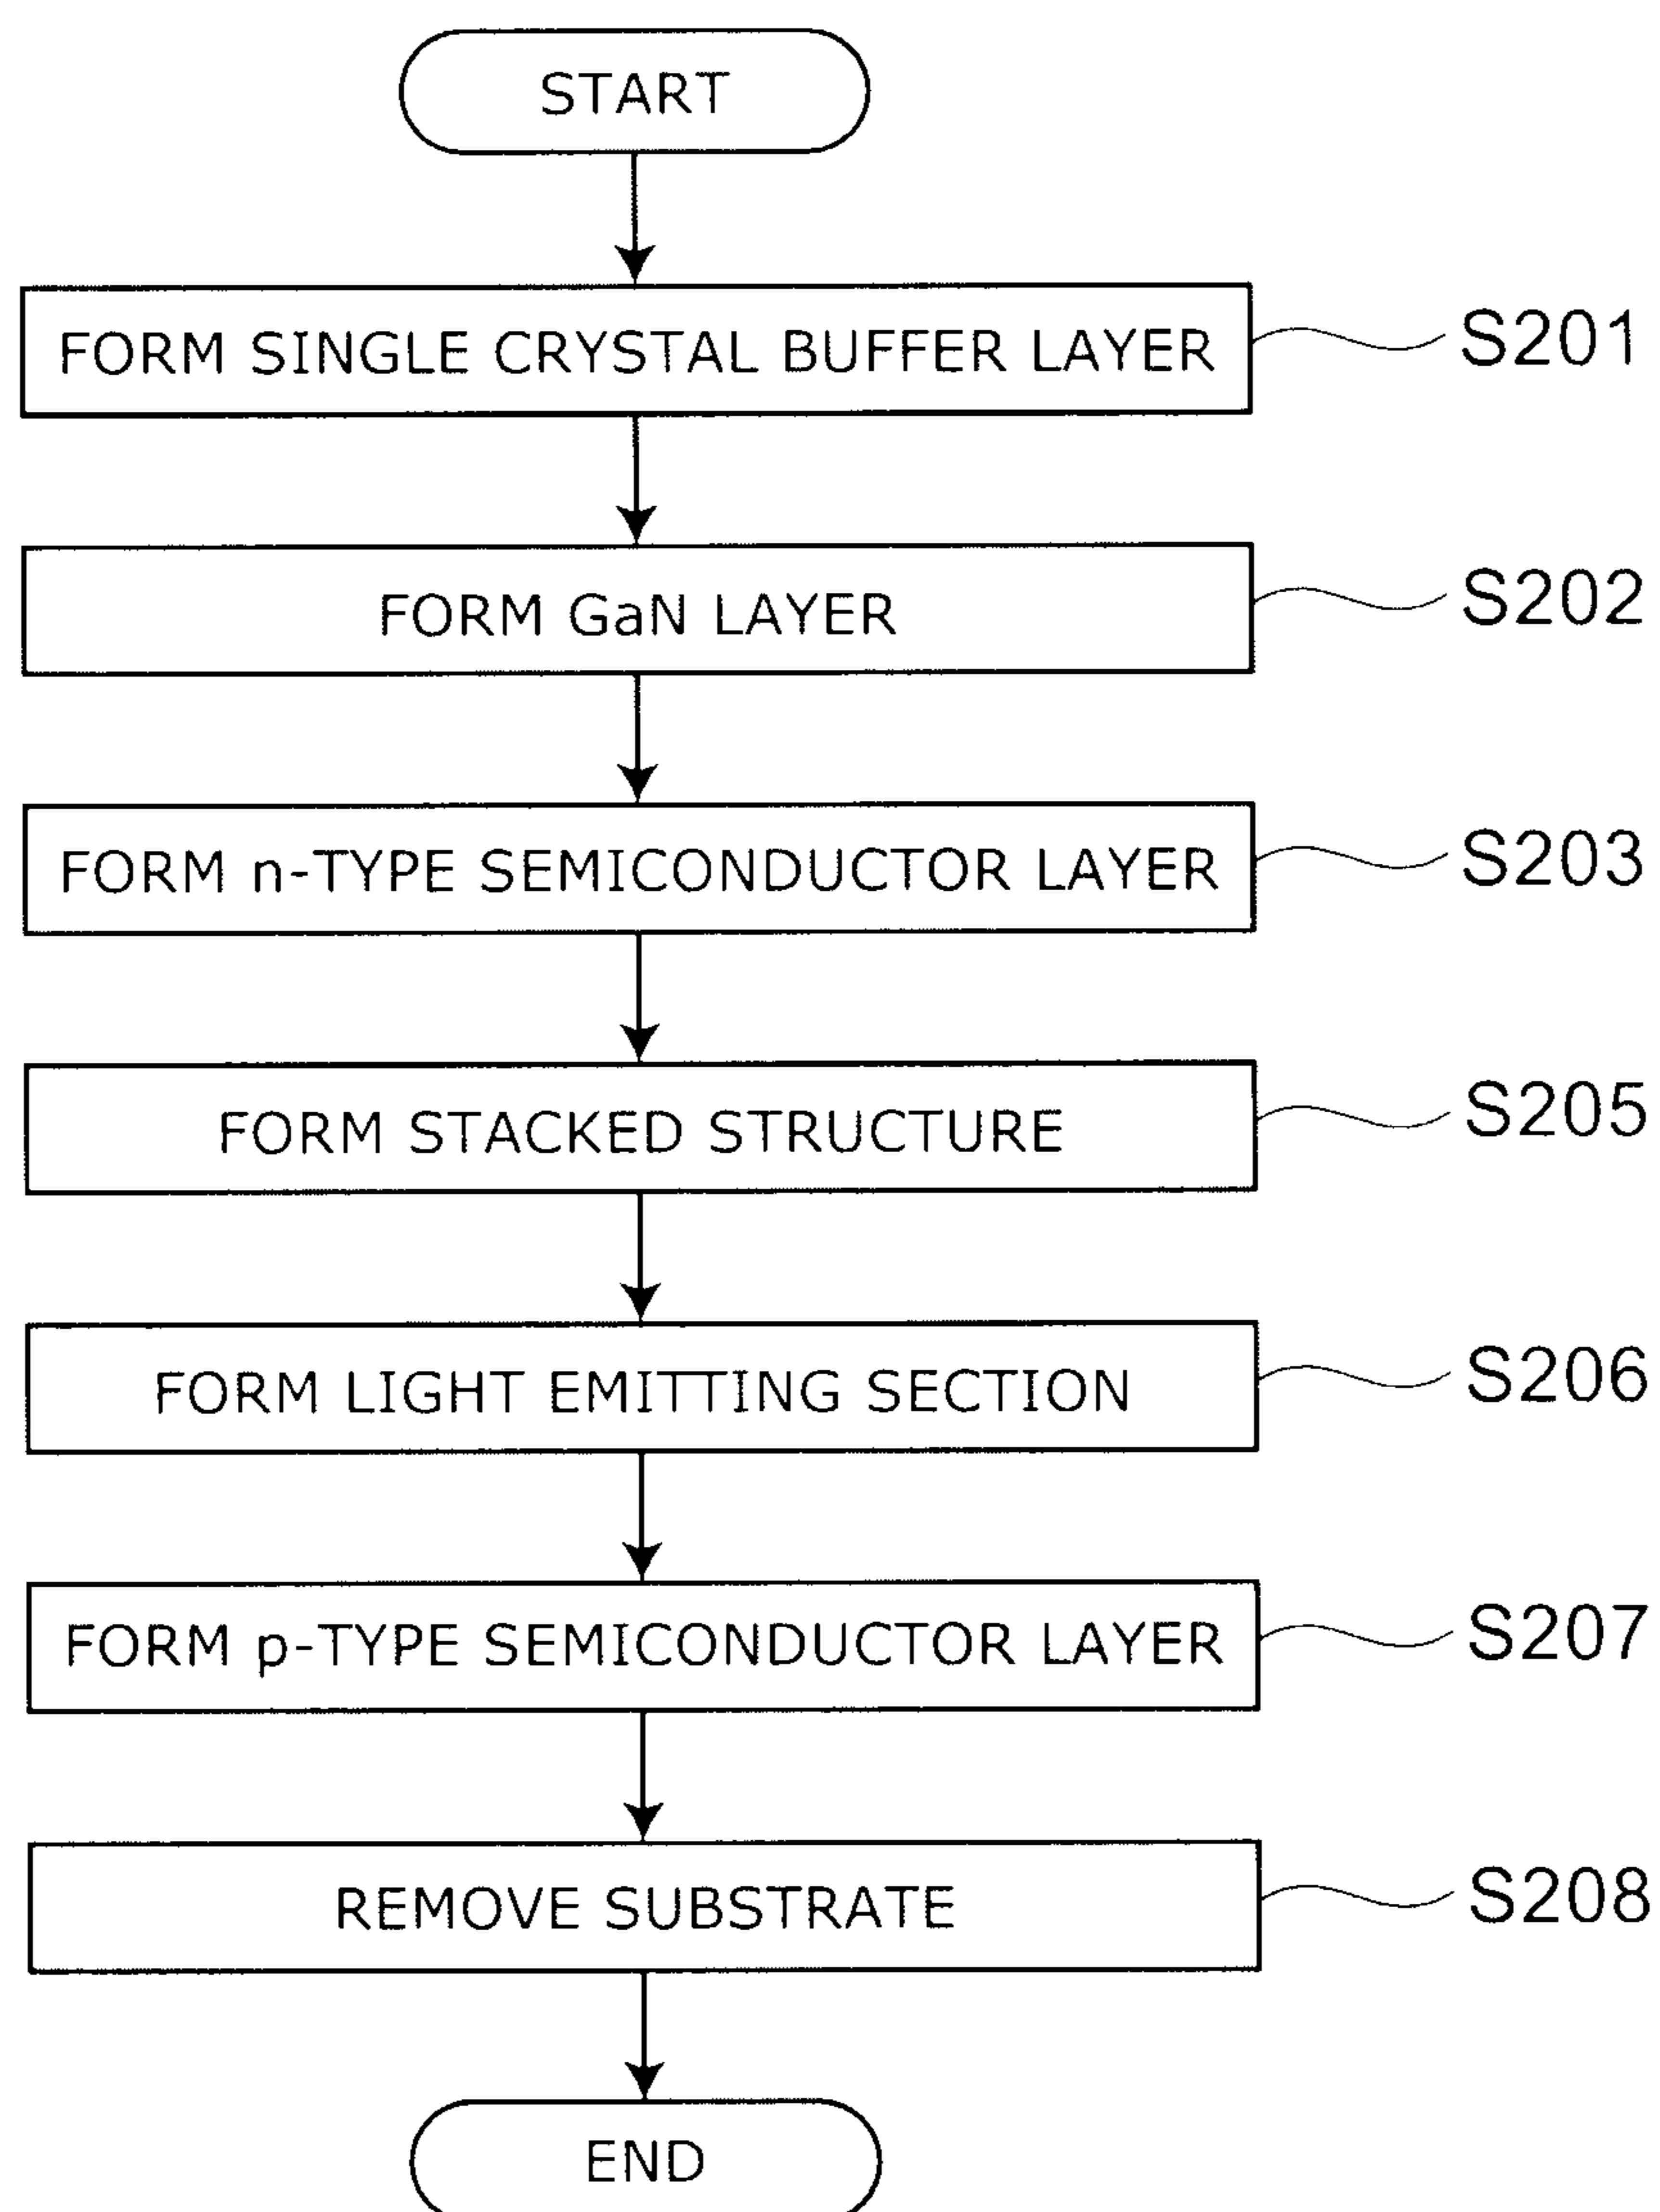 START
FORM SINGLE CRYSTAL BUFFER LAYER S201
FORM GaN LAYER S202
FORM n-TYPE SEMICONDUCTOR LAYER S203
FORM STACKED STRUCTURE S205
FORM LIGHT EMITTING SECTION S206
FORM p-TYPE SEMICONDUCTOR LAYER S207
REMOVE SUBSTRATE S208
END